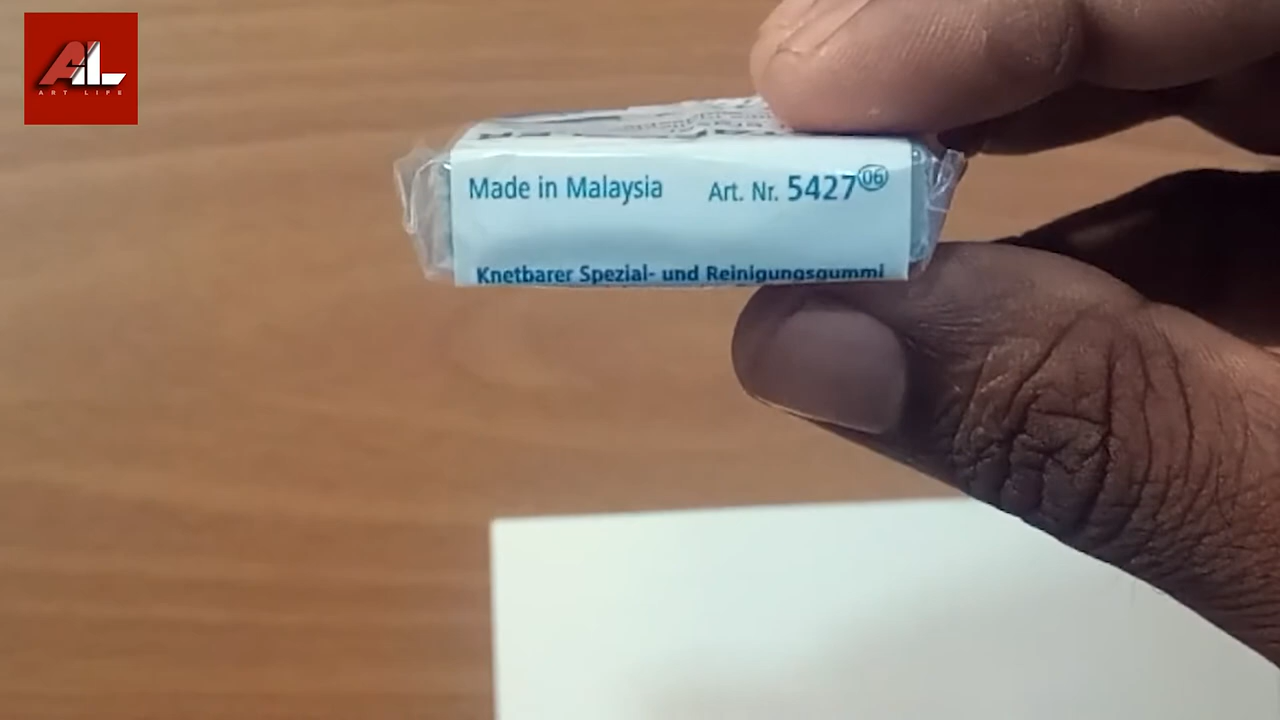 AL
ART LIFE
Made in Malaysia Art. Nr. 5427 06
Knetbarer Spezial- und Reinigungsgummi